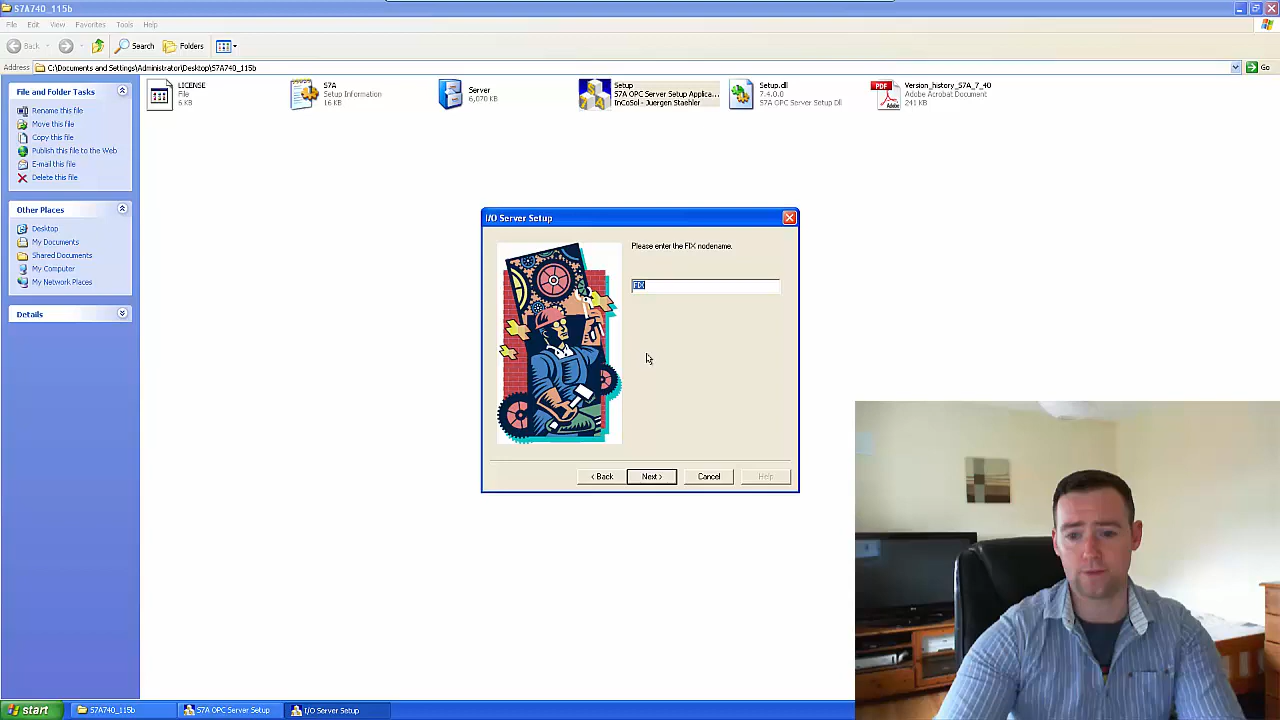 S7A740_115b
File Edit View Favorites Tools Help
Back Search Folders
Address C:\Documents and Settings\Administrator\Desktop\S7A740_115b Go
File and Folder Tasks
Rename this file
Move this file
Copy this file
Publish this file to the Web
E-mail this file
Delete this file
Other Places
Desktop
My Documents
Shared Documents
My Computer
My Network Places
Details
LICENSE
File
6 KB
S7A
Setup Information
16 KB
Server
6,070 KB
Setup
S7A OPC Server Setup Applica...
InCoSol - Juergen Staehler
Setup.dll
7.4.0.0
S7A OPC Server Setup Dll
PDF
Version_history_S7A_7_40
Adobe Acrobat Document
241 KB
I/O Server Setup
Please enter the FIX nodename.
FIX
< Back Next > Cancel Help
start S7A740_115b S7A OPC Server Setup I/O Server Setup